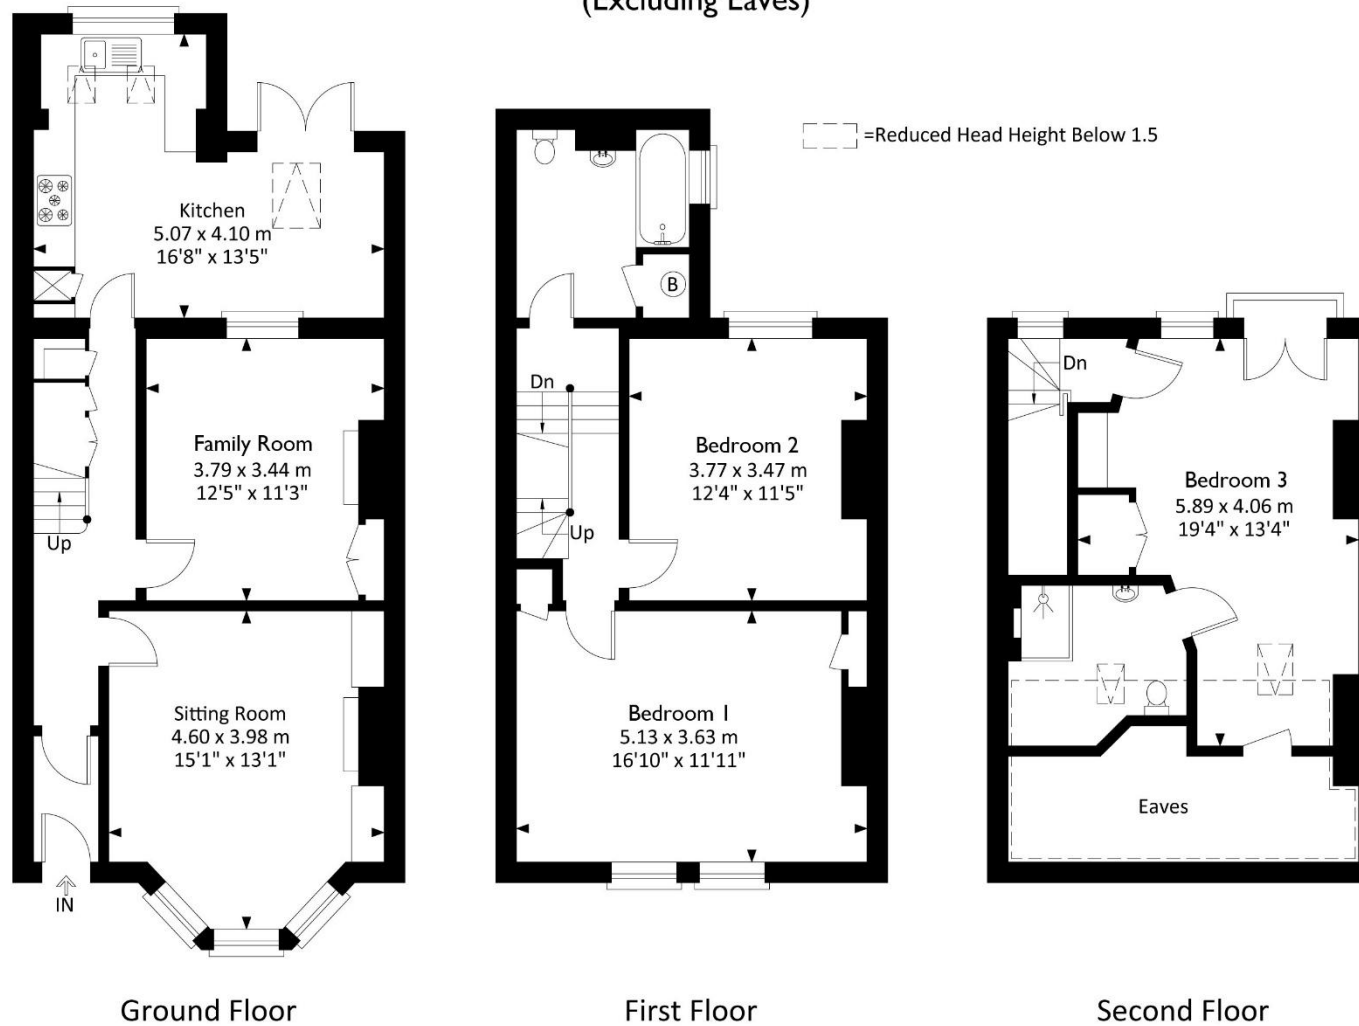 (Excluding Eaves)
=Reduced Head Height Below 1.5
Kitchen
5.07 x 4.10 m
16'8" x 13'5"
Family Room
3.79 x 3.44 m
12'5" x 11'3"
Up
Sitting Room
4.60 x 3.98 m
15'1" x 13'1"
IN
Ground Floor
B
Dn
Bedroom 2
3.77 x 3.47 m
12'4" x 11'5"
Up
Bedroom 1
5.13 x 3.63 m
16'10" x 11'11"
First Floor
Dn
Bedroom 3
5.89 x 4.06 m
19'4" x 13'4"
Eaves
Second Floor